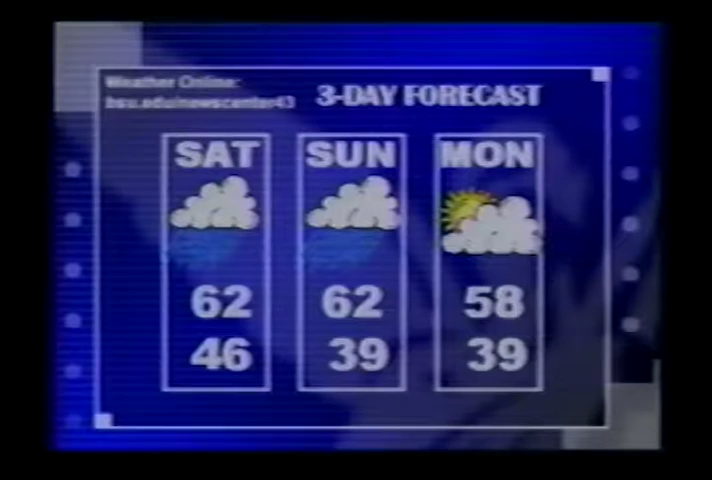 Weather Online:
bsu.edu/newscenter43
3-DAY FORECAST
SAT SUN MON
62 62 58
46 39 39